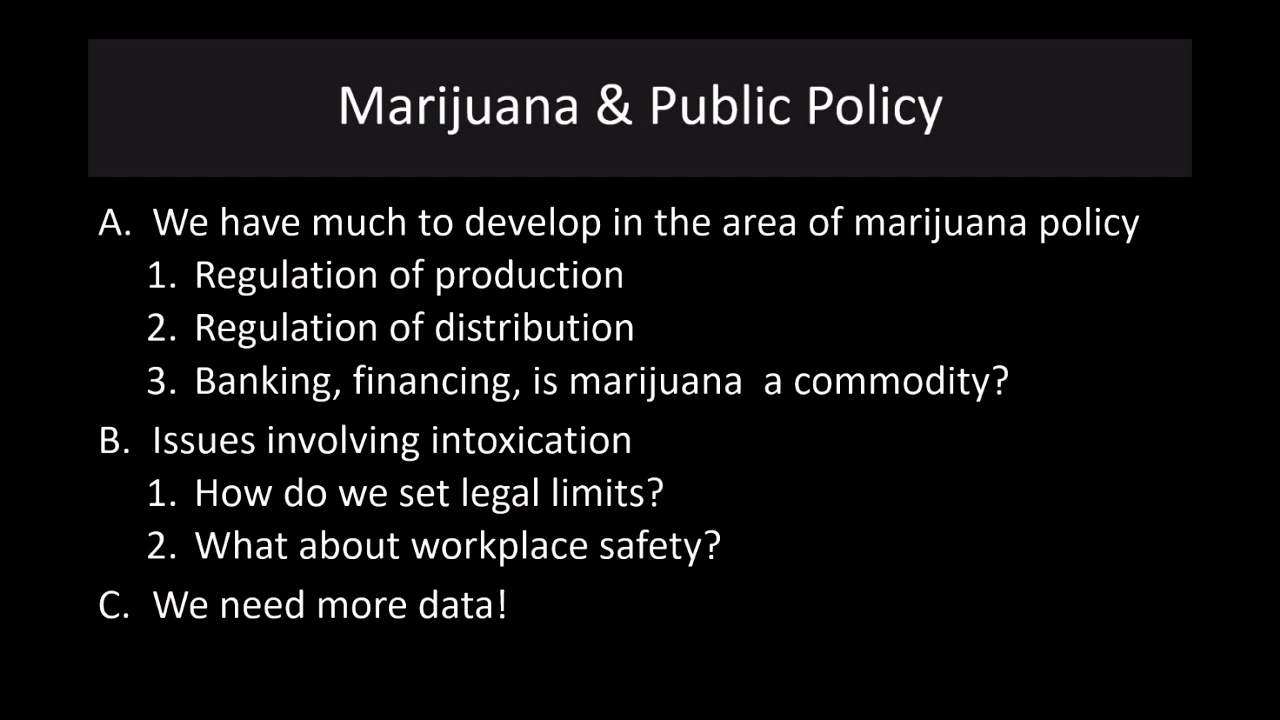 Marijuana & Public Policy
A. We have much to develop in the area of marijuana policy
1. Regulation of production
2. Regulation of distribution
3. Banking, financing, is marijuana  a commodity?
B. Issues involving intoxication
1. How do we set legal limits?
2. What about workplace safety?
C. We need more data!